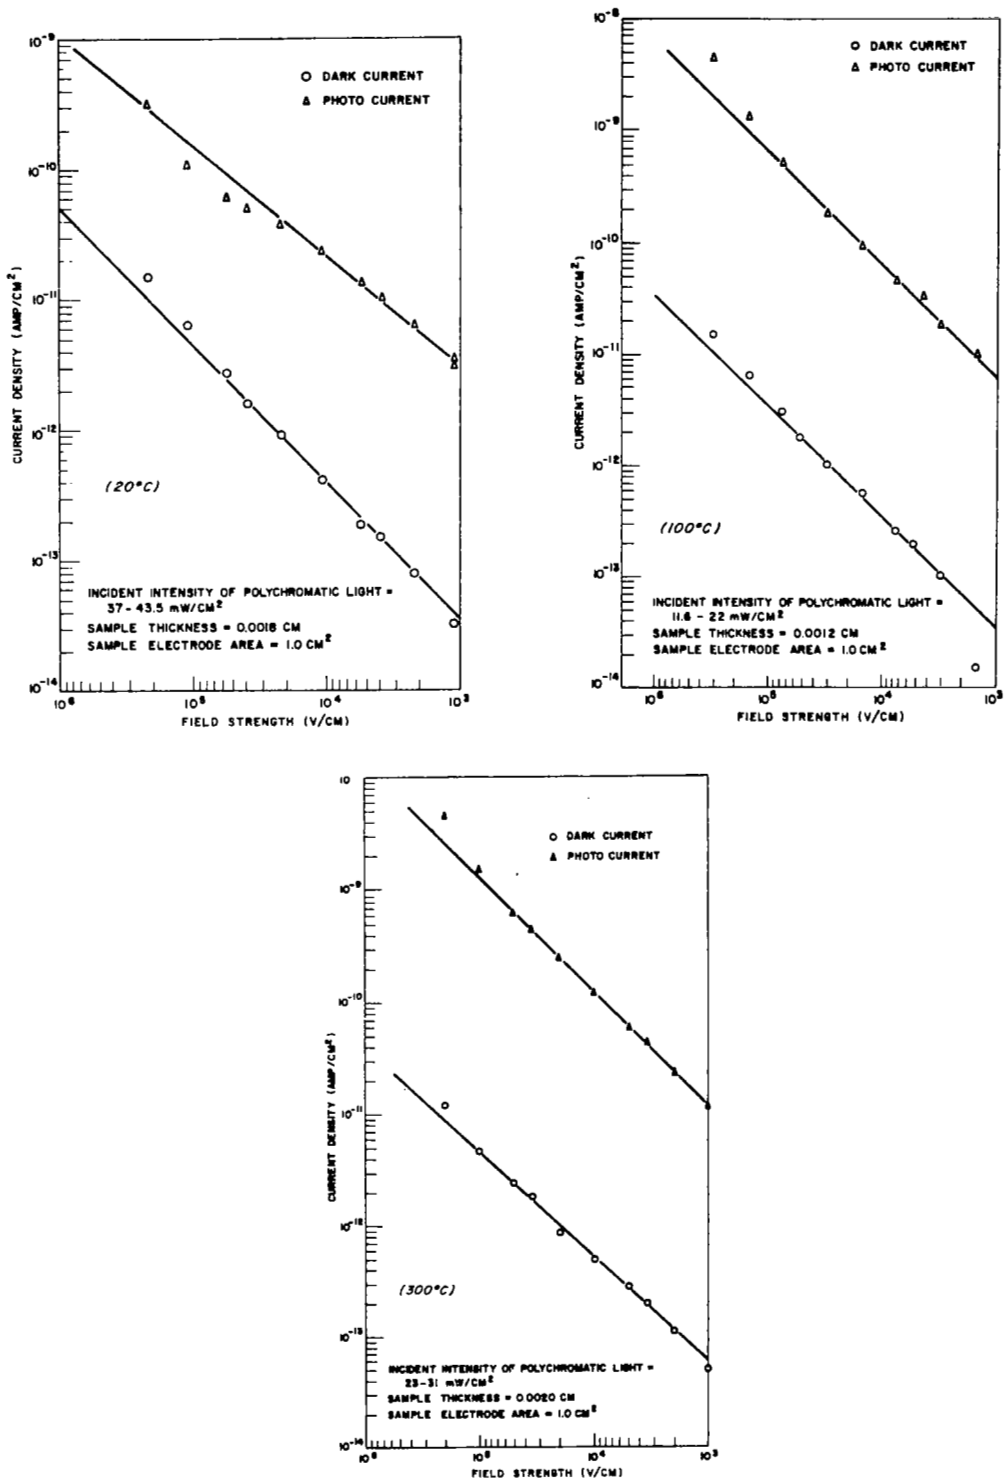 10⁻⁹
○ DARK CURRENT
△ PHOTO CURRENT
10⁻¹⁰
10⁻¹¹
10⁻¹²
10⁻¹³
10⁻¹⁴
CURRENT DENSITY (AMP/CM²)
(20°C)
INCIDENT INTENSITY OF POLYCHROMATIC LIGHT =
37 - 43.5 mW/CM²
SAMPLE THICKNESS = 0.0018 CM
SAMPLE ELECTRODE AREA = 1.0 CM²
10⁶ 10⁵ 10⁴ 10³
FIELD STRENGTH (V/CM)
10⁻⁸
○ DARK CURRENT
△ PHOTO CURRENT
10⁻⁹
10⁻¹⁰
10⁻¹¹
10⁻¹²
10⁻¹³
10⁻¹⁴
CURRENT DENSITY (AMP/CM²)
(100°C)
INCIDENT INTENSITY OF POLYCHROMATIC LIGHT =
11.6 - 22 mW/CM²
SAMPLE THICKNESS = 0.0012 CM
SAMPLE ELECTRODE AREA = 1.0 CM²
10⁶ 10⁵ 10⁴ 10³
FIELD STRENGTH (V/CM)
10
○ DARK CURRENT
▲ PHOTO CURRENT
10⁻⁹
10⁻¹⁰
10⁻¹¹
10⁻¹²
10⁻¹³
10⁻¹⁴
CURRENT DENSITY (AMP/CM²)
(300°C)
INCIDENT INTENSITY OF POLYCHROMATIC LIGHT =
23-31 mW/CM²
SAMPLE THICKNESS = 0.0020 CM
SAMPLE ELECTRODE AREA = 1.0 CM²
10⁶ 10⁵ 10⁴ 10³
FIELD STRENGTH (V/CM)